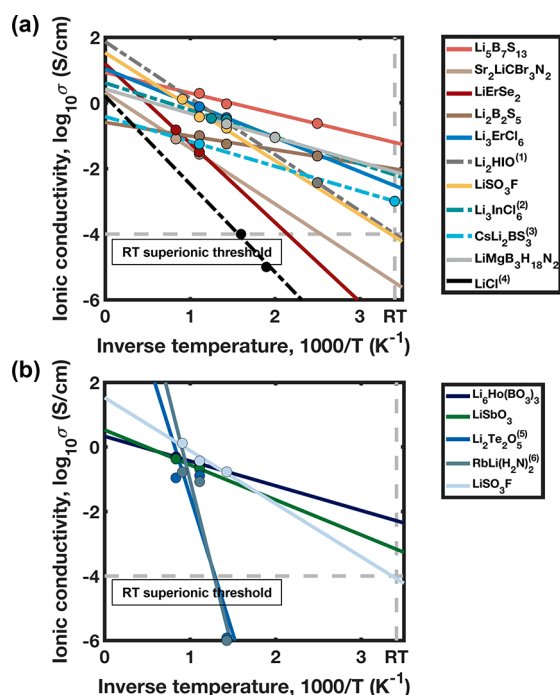 (a)
Ionic conductivity, log₁₀σ (S/cm)
2
0
-2
-4
-6
RT superionic threshold
0 1 2 3 RT
Inverse temperature, 1000/T (K⁻¹)
Li₅B₇S₁₃
Sr₂LiCBr₃N₂
LiErSe₂
Li₂B₂S₅
Li₃ErCl₆
Li₂HIO⁽¹⁾
LiSO₃F
Li₃InCl₆⁽²⁾
CsLi₂BS₃⁽³⁾
LiMgB₃H₁₈N₂
LiCl⁽⁴⁾
(b)
Ionic conductivity, log₁₀σ (S/cm)
2
0
-2
-4
-6
RT superionic threshold
0 1 2 3 RT
Inverse temperature, 1000/T (K⁻¹)
Li₆Ho(BO₃)₃
LiSbO₃
Li₂Te₂O₅⁽⁵⁾
RbLi(H₂N)₂⁽⁶⁾
LiSO₃F